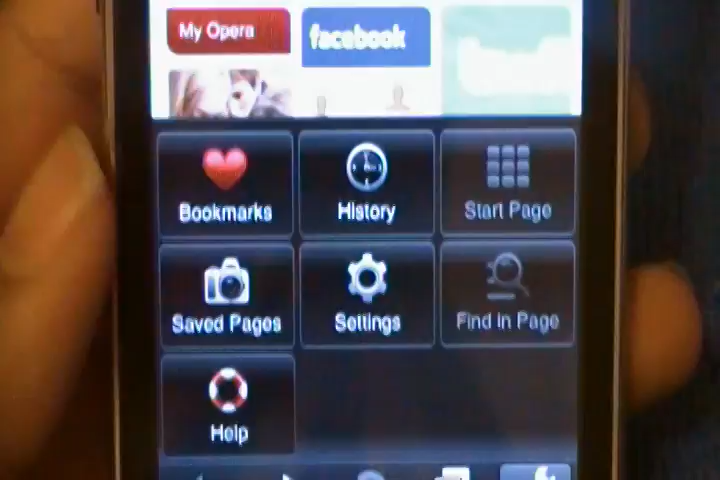 My Opera
facebook
Bookmarks
History
Start Page
Saved Pages
Settings
Find in Page
Help